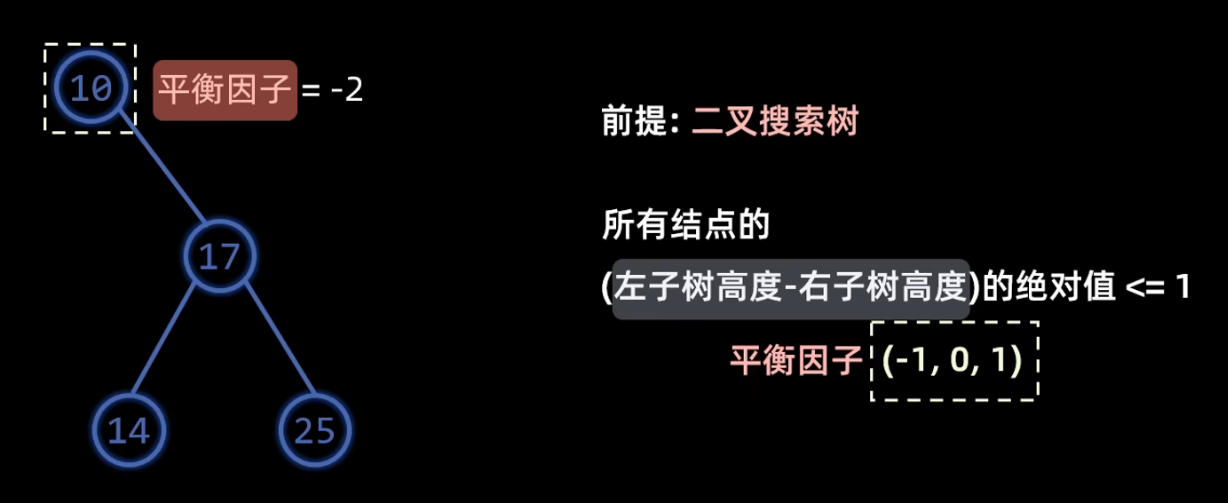 10 平衡因子 = -2
前提: 二叉搜索树
17
所有结点的
(左子树高度-右子树高度)的绝对值 <= 1
平衡因子 (-1, 0, 1)
14 25